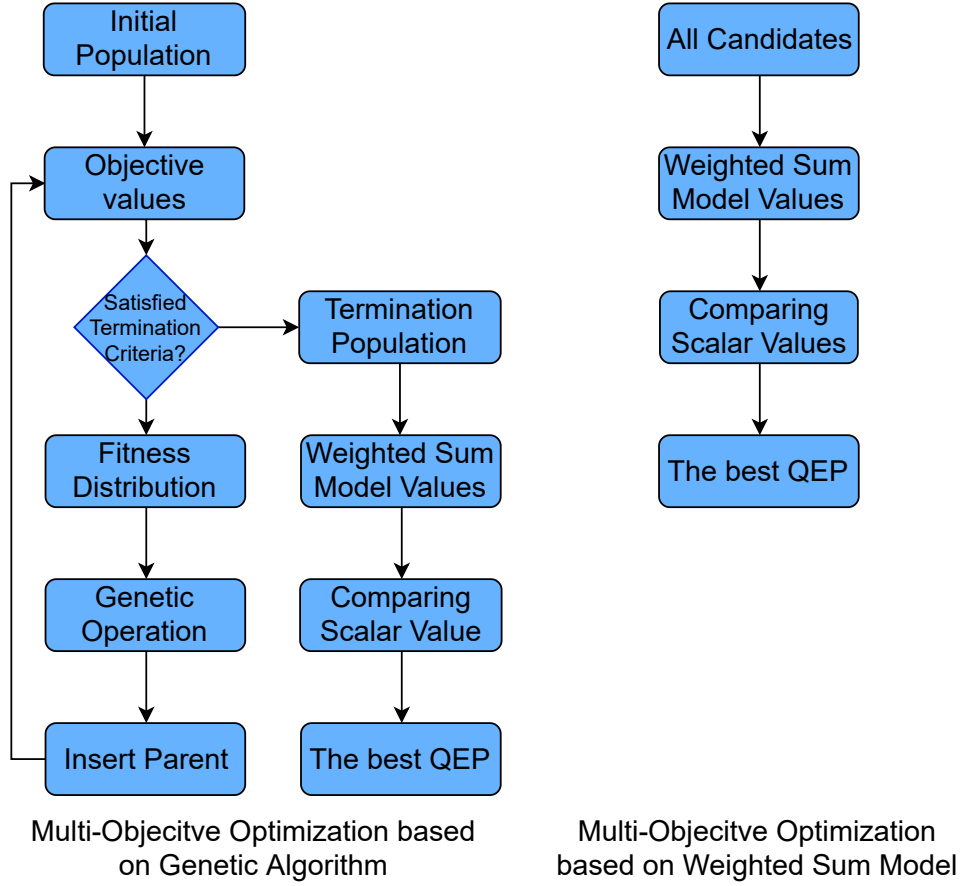 Initial
Population
Objective
values
Satisfied
Termination
Criteria?
Fitness
Distribution
Genetic
Operation
Insert Parent
Termination
Population
Weighted Sum
Model Values
Comparing
Scalar Value
The best QEP
Multi-Objecitve Optimization based
on Genetic Algorithm
All Candidates
Weighted Sum
Model Values
Comparing
Scalar Values
The best QEP
Multi-Objecitve Optimization
based on Weighted Sum Model